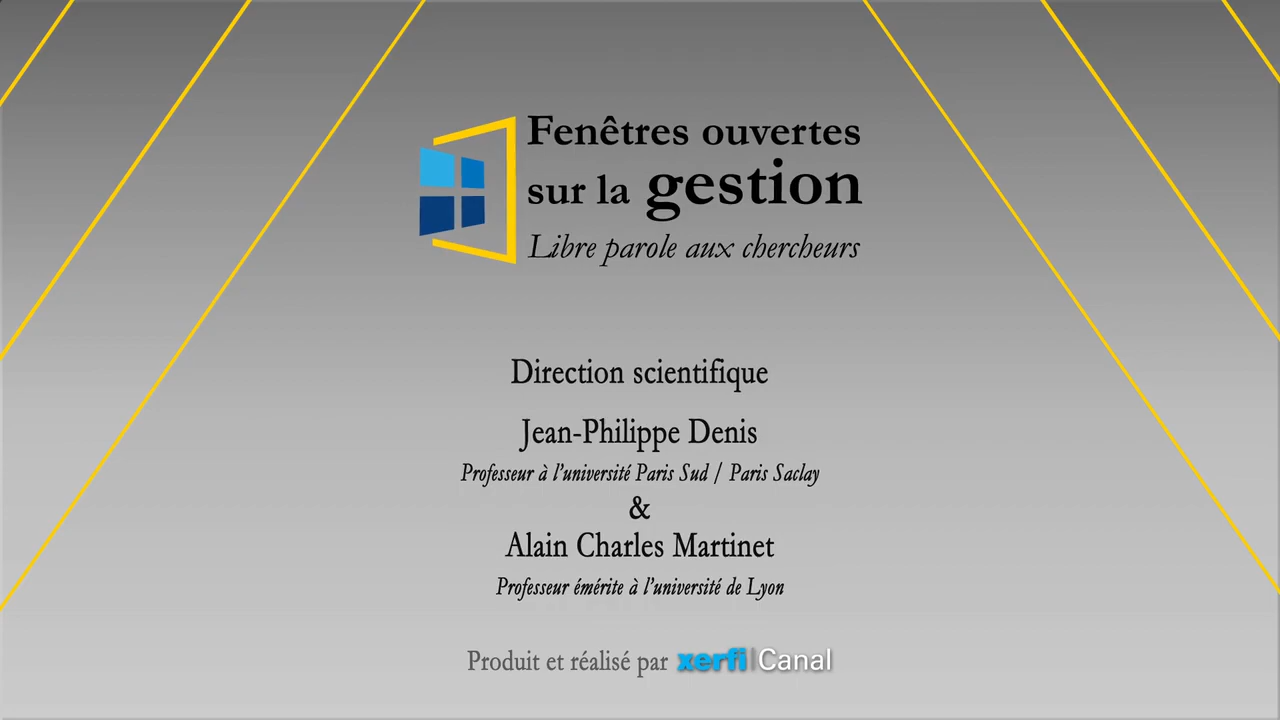 Fenêtres ouvertes
sur la gestion
Libre parole aux chercheurs
Direction scientifique
Jean-Philippe Denis
Professeur à l'université Paris Sud / Paris Saclay
&
Alain Charles Martinet
Professeur émérite à l'université de Lyon
Produit et réalisé par xerfi|Canal